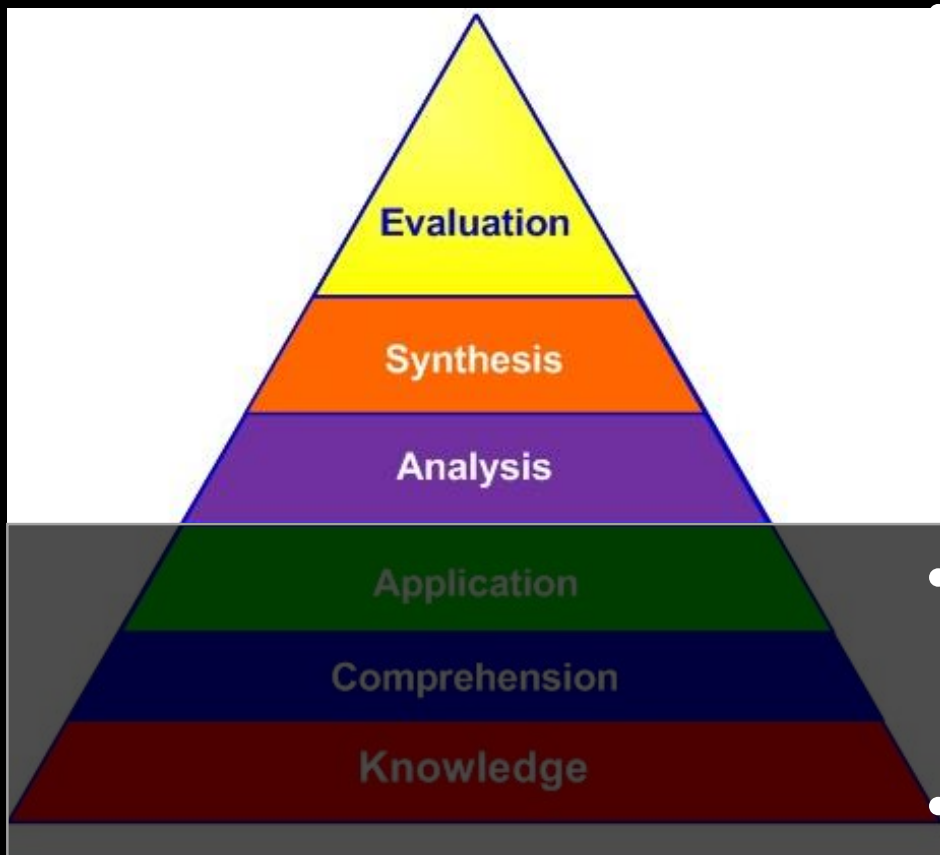 Evaluation
Synthesis
Analysis
Application
Comprehension
Knowledge